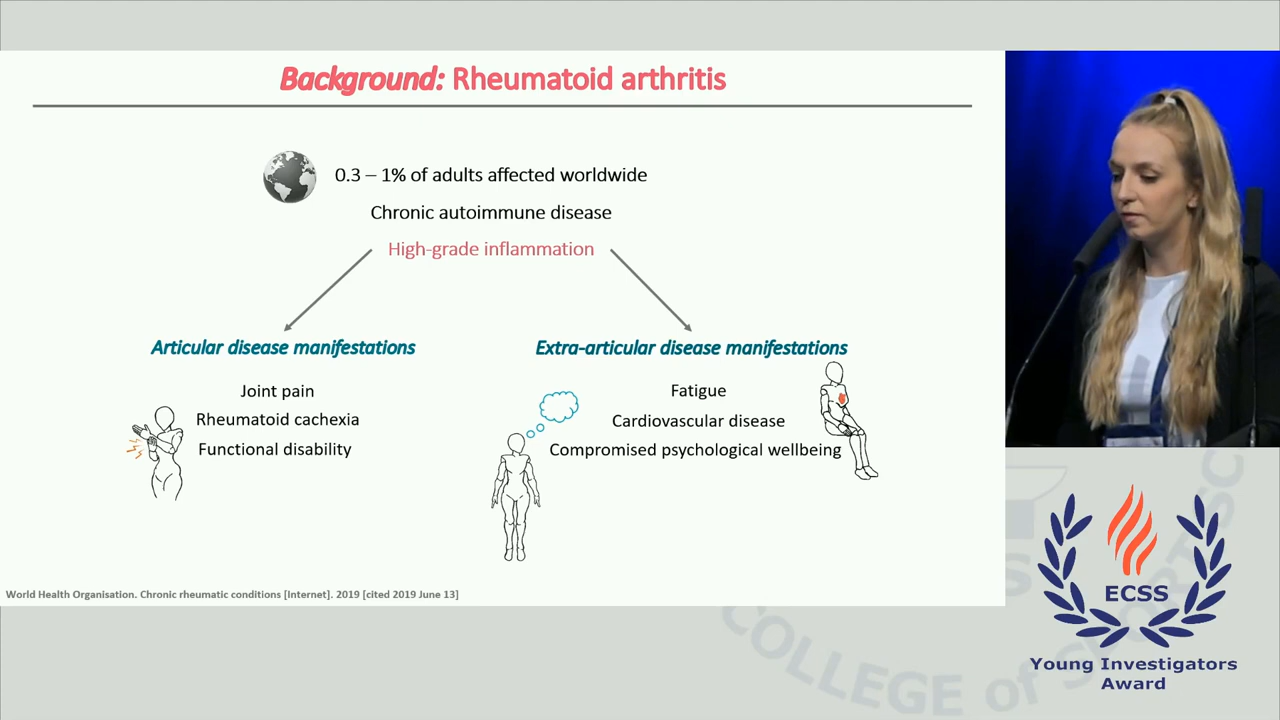 Background: Rheumatoid arthritis
0.3 – 1% of adults affected worldwide
Chronic autoimmune disease
High-grade inflammation
Articular disease manifestations
Joint pain
Rheumatoid cachexia
Functional disability
Extra-articular disease manifestations
Fatigue
Cardiovascular disease
Compromised psychological wellbeing
World Health Organisation. Chronic rheumatic conditions [Internet]. 2019 [cited 2019 June 13]
ECSS
Young Investigators
Award
COLLEGE of